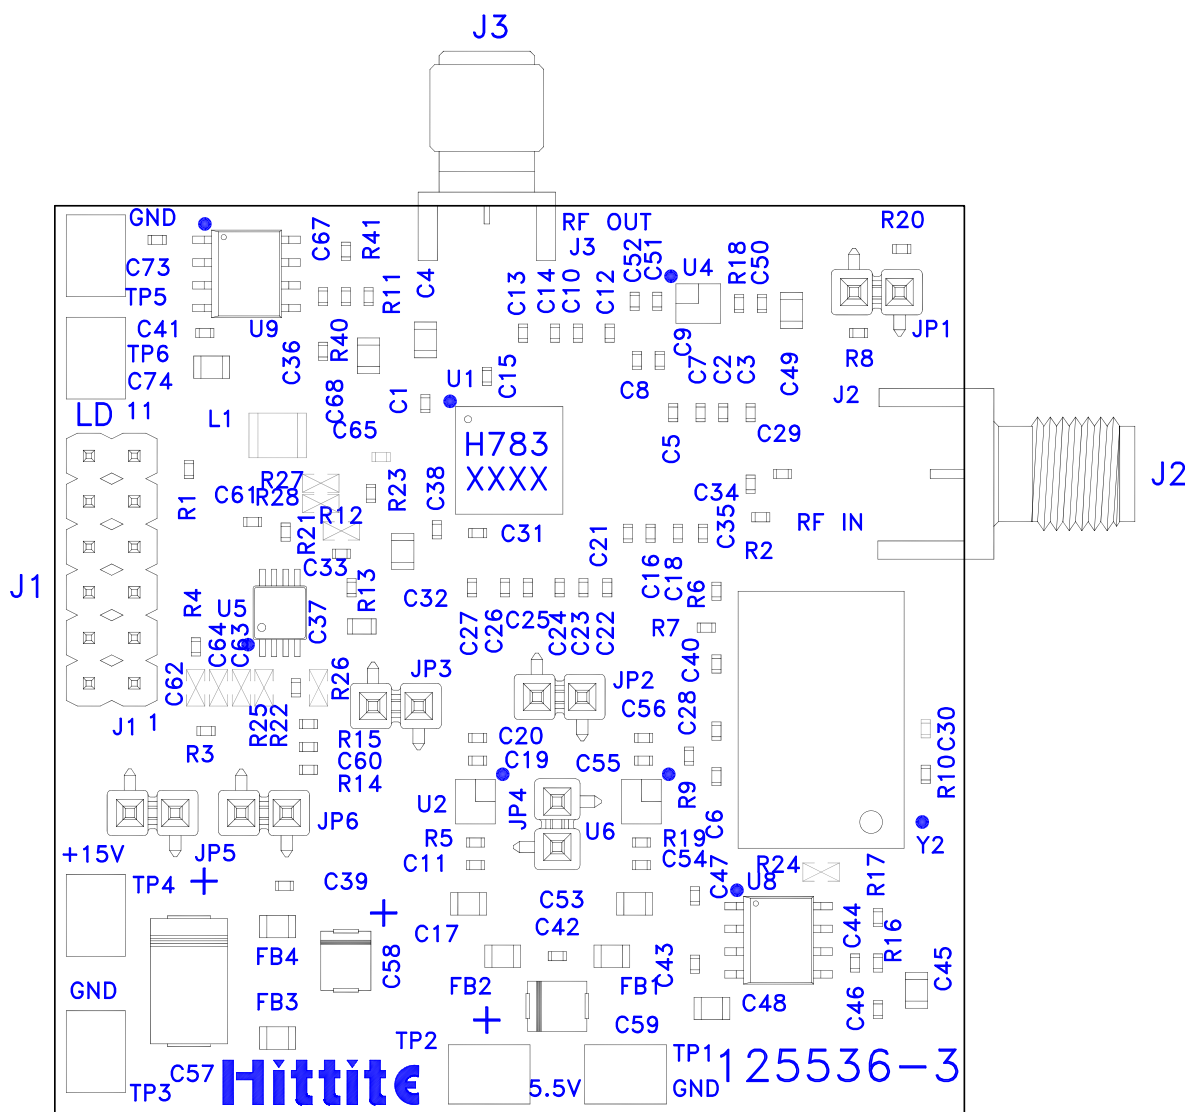 J3
GND
C67
R41
RF OUT
J3
C52
C51
U4
R18
C50
R20
C73
TP5
R11
C4
C13
C14
C10
C12
C41
U9
R40
C36
JP1
TP6
C74
C9
R8
C15
C8
C7
C2
C3
C49
LD 11
L1
C68
C65
C1
U1
J2
H783
XXXX
C5
C29
R27
R28
C61
R23
C38
C34
C35
J2
R1
R12
R21
C31
C21
RF IN
R2
C33
C16
C18
J1
R4
U5
C37
R13
C32
R6
R7
C27
C26
C25
C24
C23
C22
C64
C63
C62
R26
JP3
JP2
C40
J1 1
R25
R22
C56
C28
R3
R15
C60
R14
C20
C19
C55
R9
C30
R10
U2
JP4
U6
C6
JP6
JP5
R5
C11
R19
C54
Y2
+15V
TP4
+
C39
+
C53
C47
U8
R24
R17
C17
C42
C44
R16
FB4
C58
C43
C45
GND
FB3
FB2
+
FB1
C59
C48
C46
TP2
TP1
125536-3
C57
TP3
Hittite
5.5V
GND